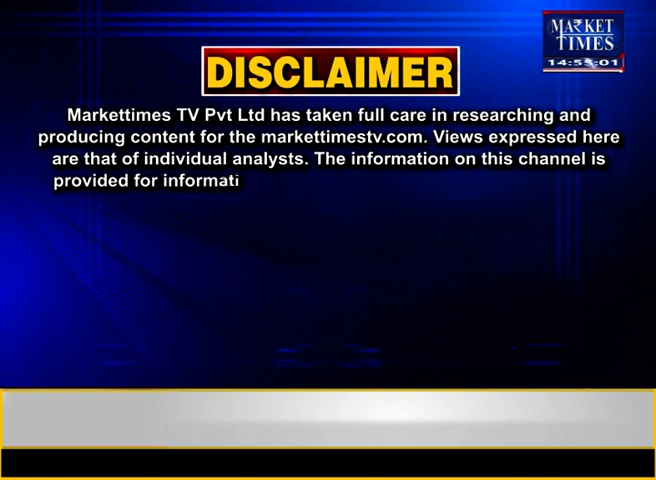 MARKET
TIMES
14:55:01
DISCLAIMER
Markettimes TV Pvt Ltd has taken full care in researching and
producing content for the markettimestv.com. Views expressed here
are that of individual analysts. The information on this channel is
provided for informati